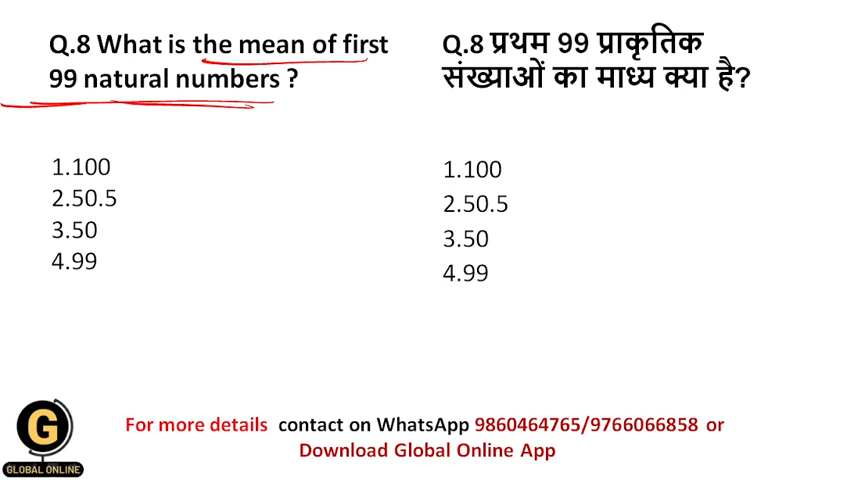 Q.8 What is the mean of first
99 natural numbers ?
1.100
2.50.5
3.50
4.99
Q.8 प्रथम 99 प्राकृतिक
संख्याओं का माध्य क्या है?
1.100
2.50.5
3.50
4.99
G
GLOBAL ONLINE
For more details contact on WhatsApp 9860464765/9766066858 or
Download Global Online App